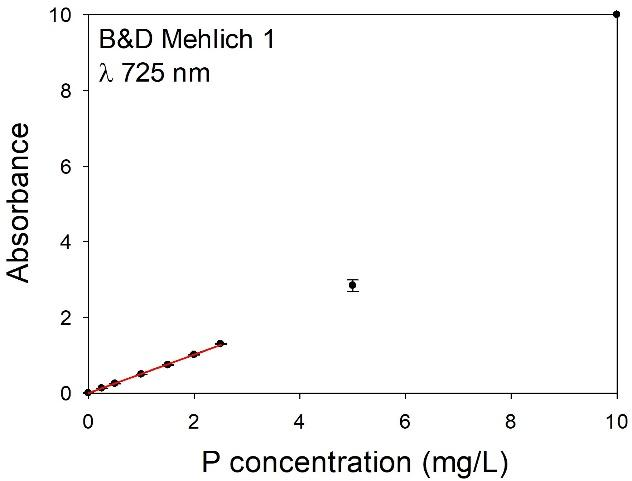 B&D Mehlich 1
λ 725 nm
Absorbance
10
8
6
4
2
0
0 2 4 6 8 10
P concentration (mg/L)